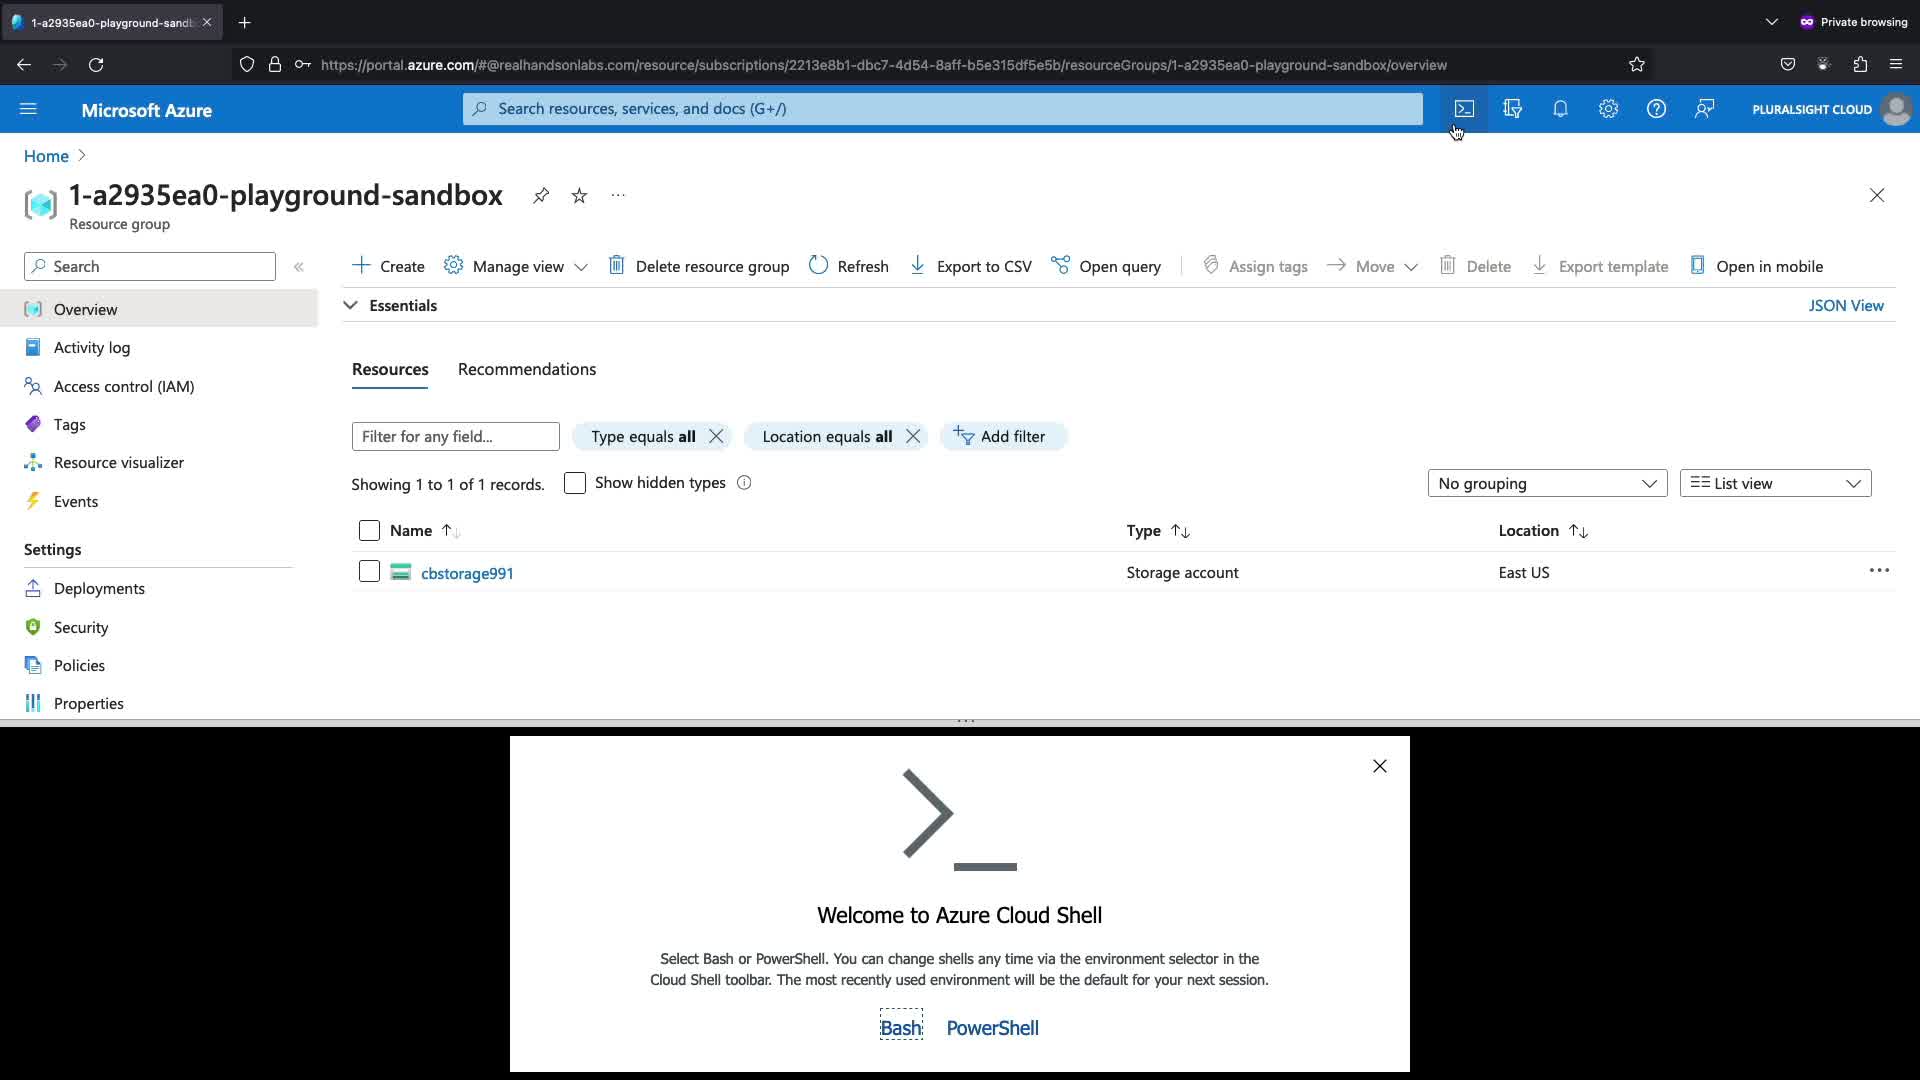 1-a2935ea0-playground-sandb
Private browsing
https://portal.azure.com/#@realhandsonlabs.com/resource/subscriptions/2213e8b1-dbc7-4d54-8aff-b5e315df5e5b/resourceGroups/1-a2935ea0-playground-sandbox/overview
Microsoft Azure
Search resources, services, and docs (G+/)
PLURALSIGHT CLOUD
Home
1-a2935ea0-playground-sandbox
Resource group
Search
Create
Manage view
Delete resource group
Refresh
Export to CSV
Open query
Assign tags
Move
Delete
Export template
Open in mobile
Overview
Activity log
Access control (IAM)
Tags
Resource visualizer
Events
Settings
Deployments
Security
Policies
Properties
Essentials
JSON View
Resources
Recommendations
Filter for any field...
Type equals all
Location equals all
Add filter
Showing 1 to 1 of 1 records.
Show hidden types
No grouping
List view
Name
Type
Location
cbstorage991
Storage account
East US
Welcome to Azure Cloud Shell
Select Bash or PowerShell. You can change shells any time via the environment selector in the
Cloud Shell toolbar. The most recently used environment will be the default for your next session.
Bash
PowerShell